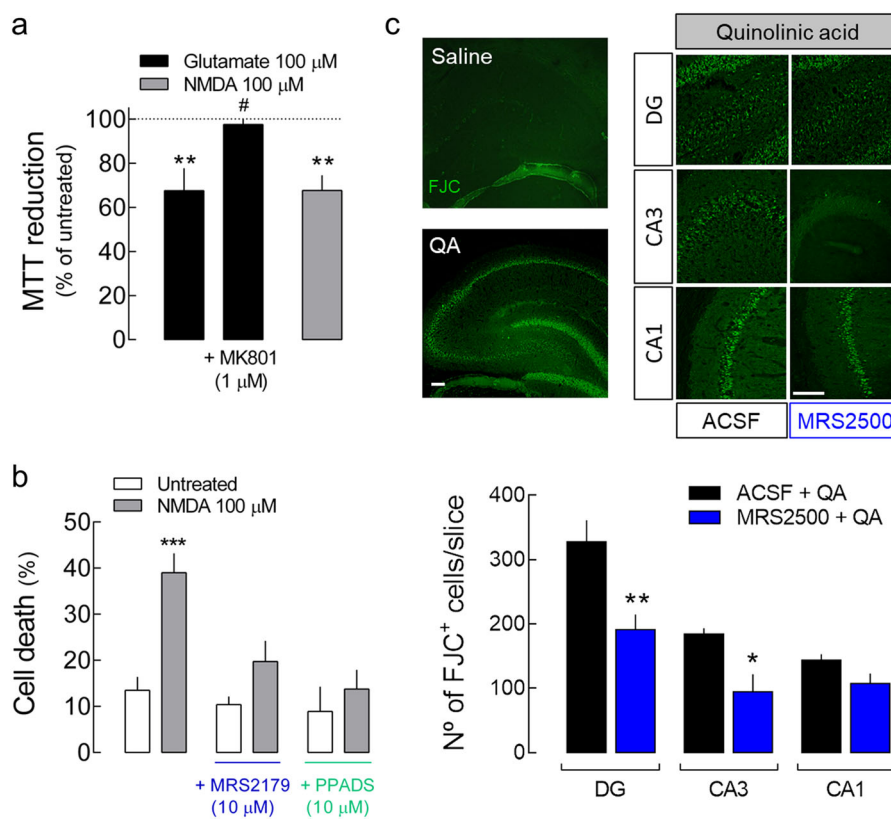 a
Glutamate 100 μM
NMDA 100 μM
#
100
80
60
40
20
0
**
**
MTT reduction
(% of untreated)
+ MK801
(1 μM)
b
Untreated
NMDA 100 μM
50
40
30
20
10
0
***
Cell death (%)
+ MRS2179
(10 μM)
+ PPADS
(10 μM)
c
Saline
FJC
QA
Quinolinic acid
DG
CA3
CA1
ACSF
MRS2500
ACSF + QA
MRS2500 + QA
400
300
200
100
0
**
*
Nº of FJC⁺ cells/slice
DG
CA3
CA1